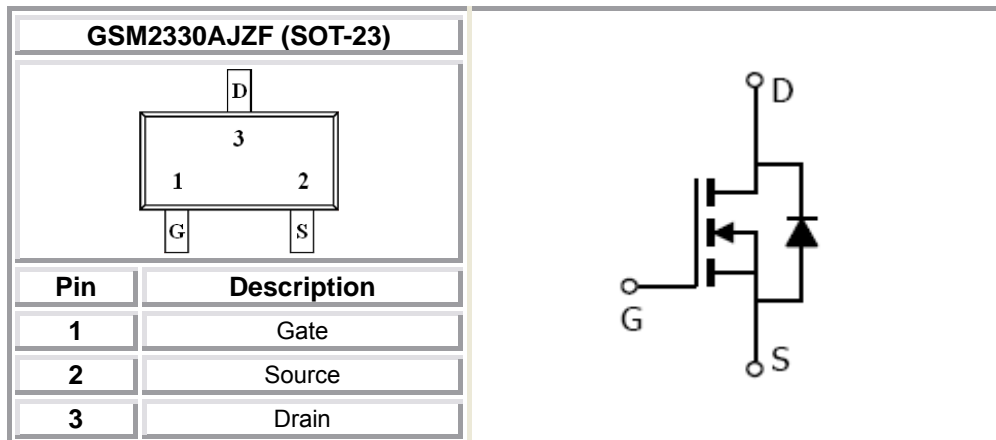 GSM2330AJZF (SOT-23)
D
3
1 2
G S
Pin Description
1 Gate
2 Source
3 Drain
D
G
S